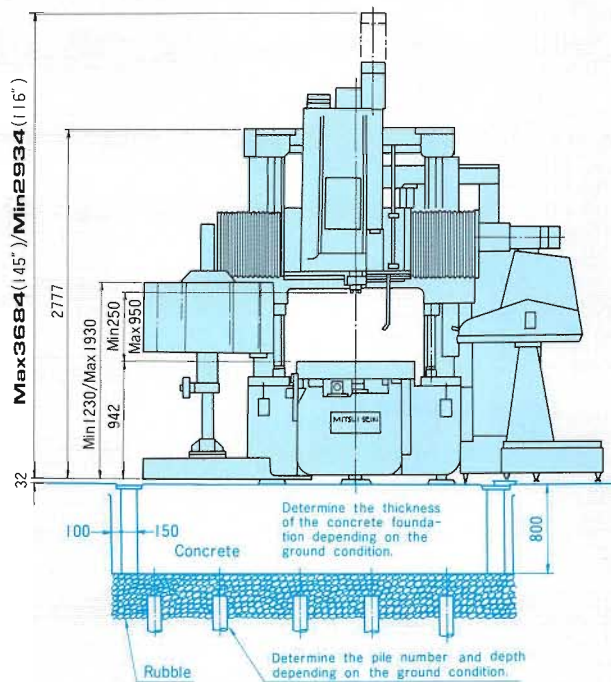 Max3684(145")/Min2934(116")
2777
Min1230/Max1930
Min250
Max950
942
MITSUI SEIKI
32
100
150
Concrete
Determine the thickness
of the concrete founda-
tion depending on the
ground condition.
800
Rubble
Determine the pile number and depth
depending on the ground condition.